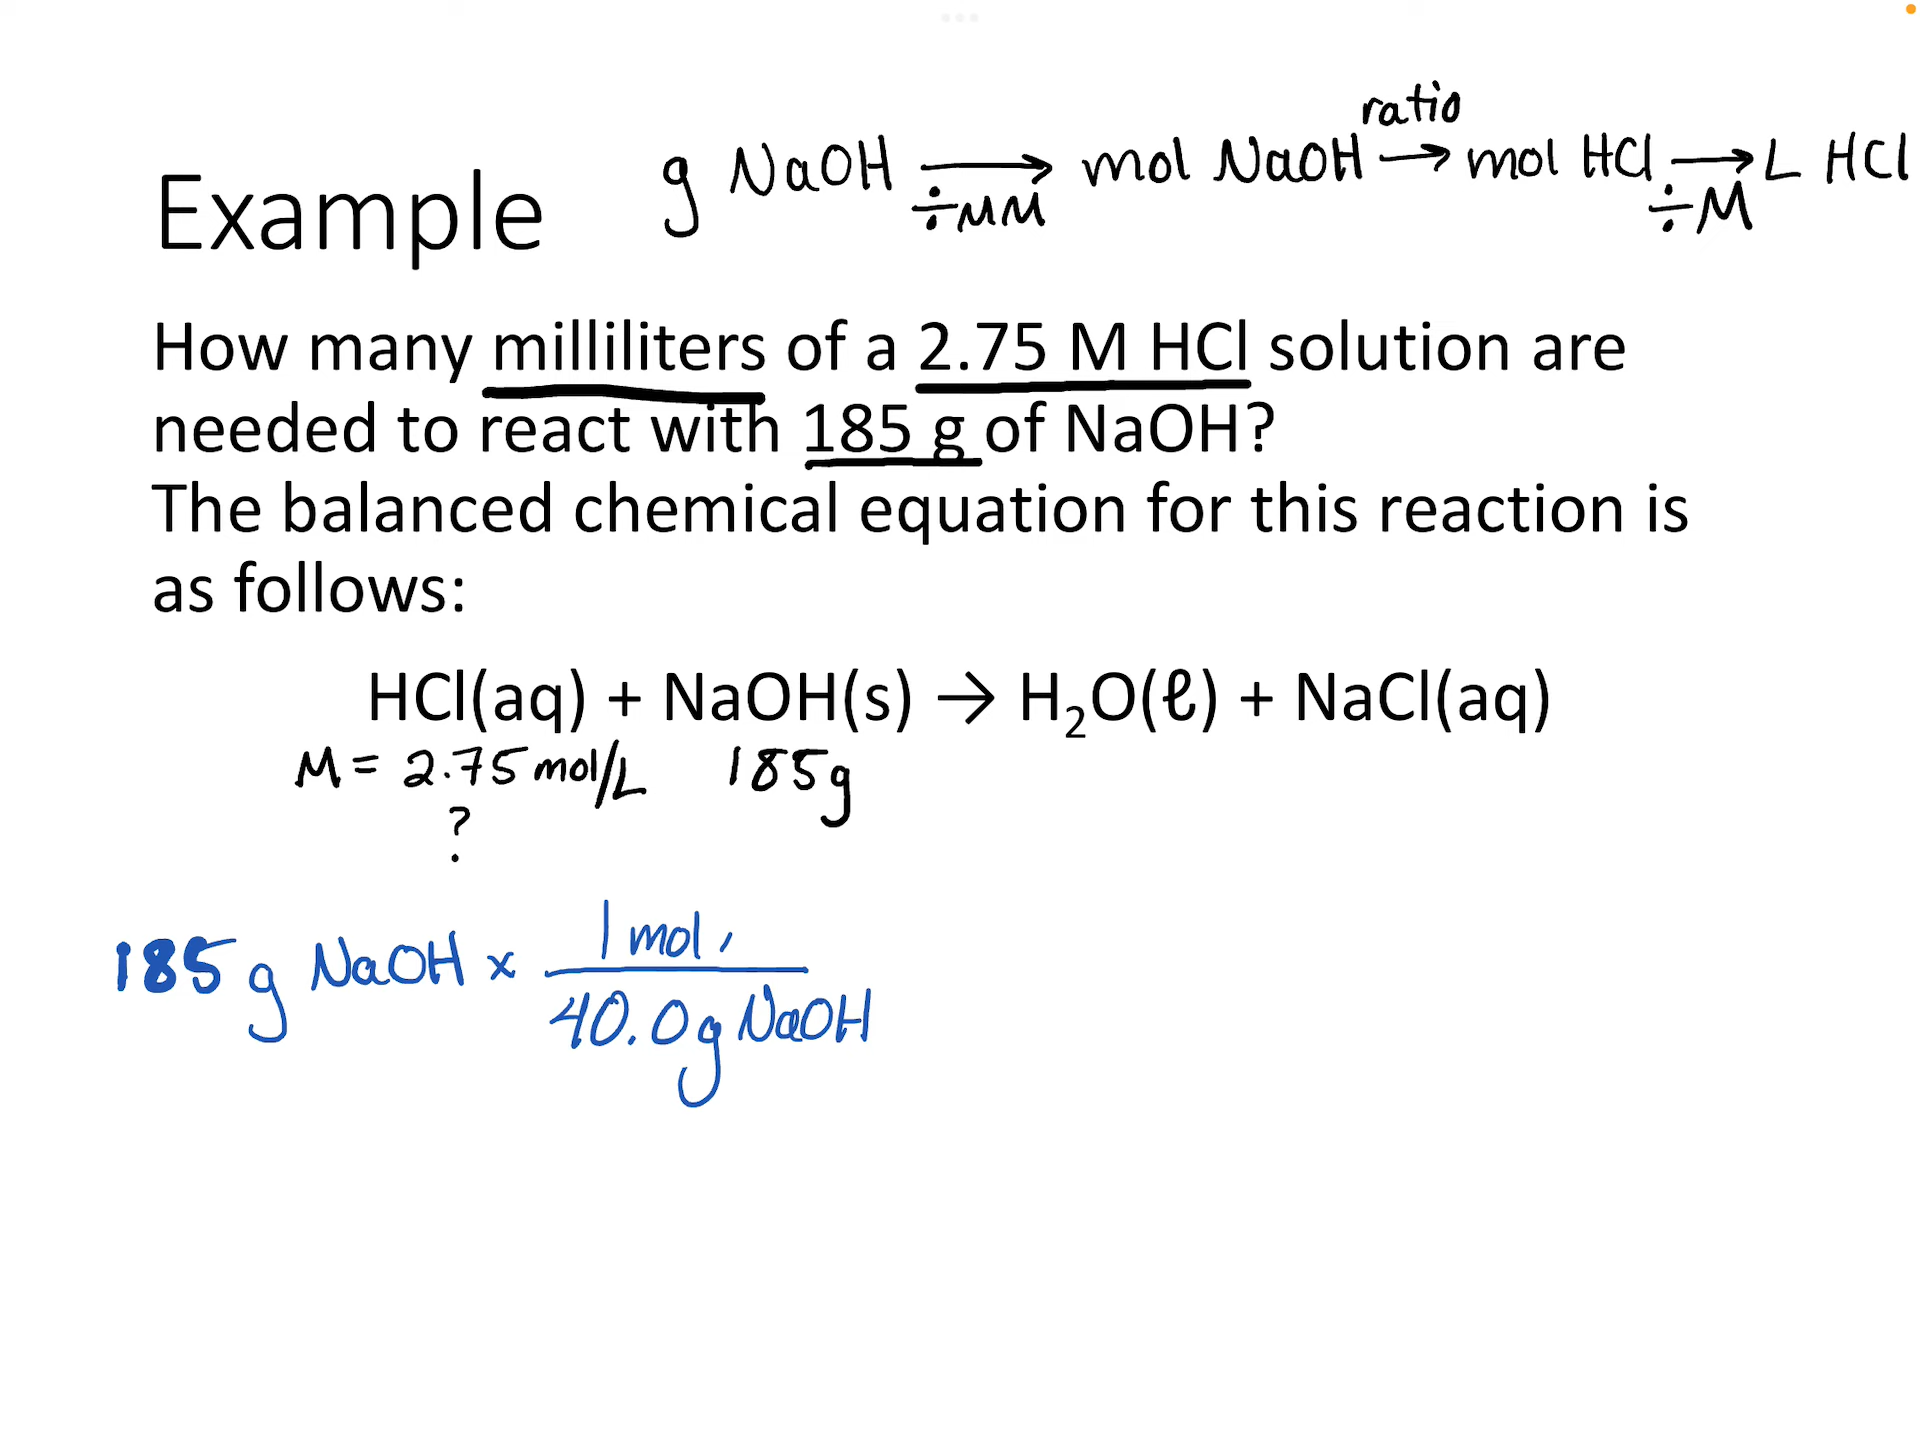 ratio
g NaOH ⟶ mol NaOH → mol HCl → L HCl
÷MM ÷M
Example
How many milliliters of a 2.75 M HCl solution are
needed to react with 185 g of NaOH?
The balanced chemical equation for this reaction is
as follows:
HCl(aq) + NaOH(s) → H₂O(ℓ) + NaCl(aq)
M = 2.75 mol/L 185g
?
1 mol
185 g NaOH x
40.0g NaOH